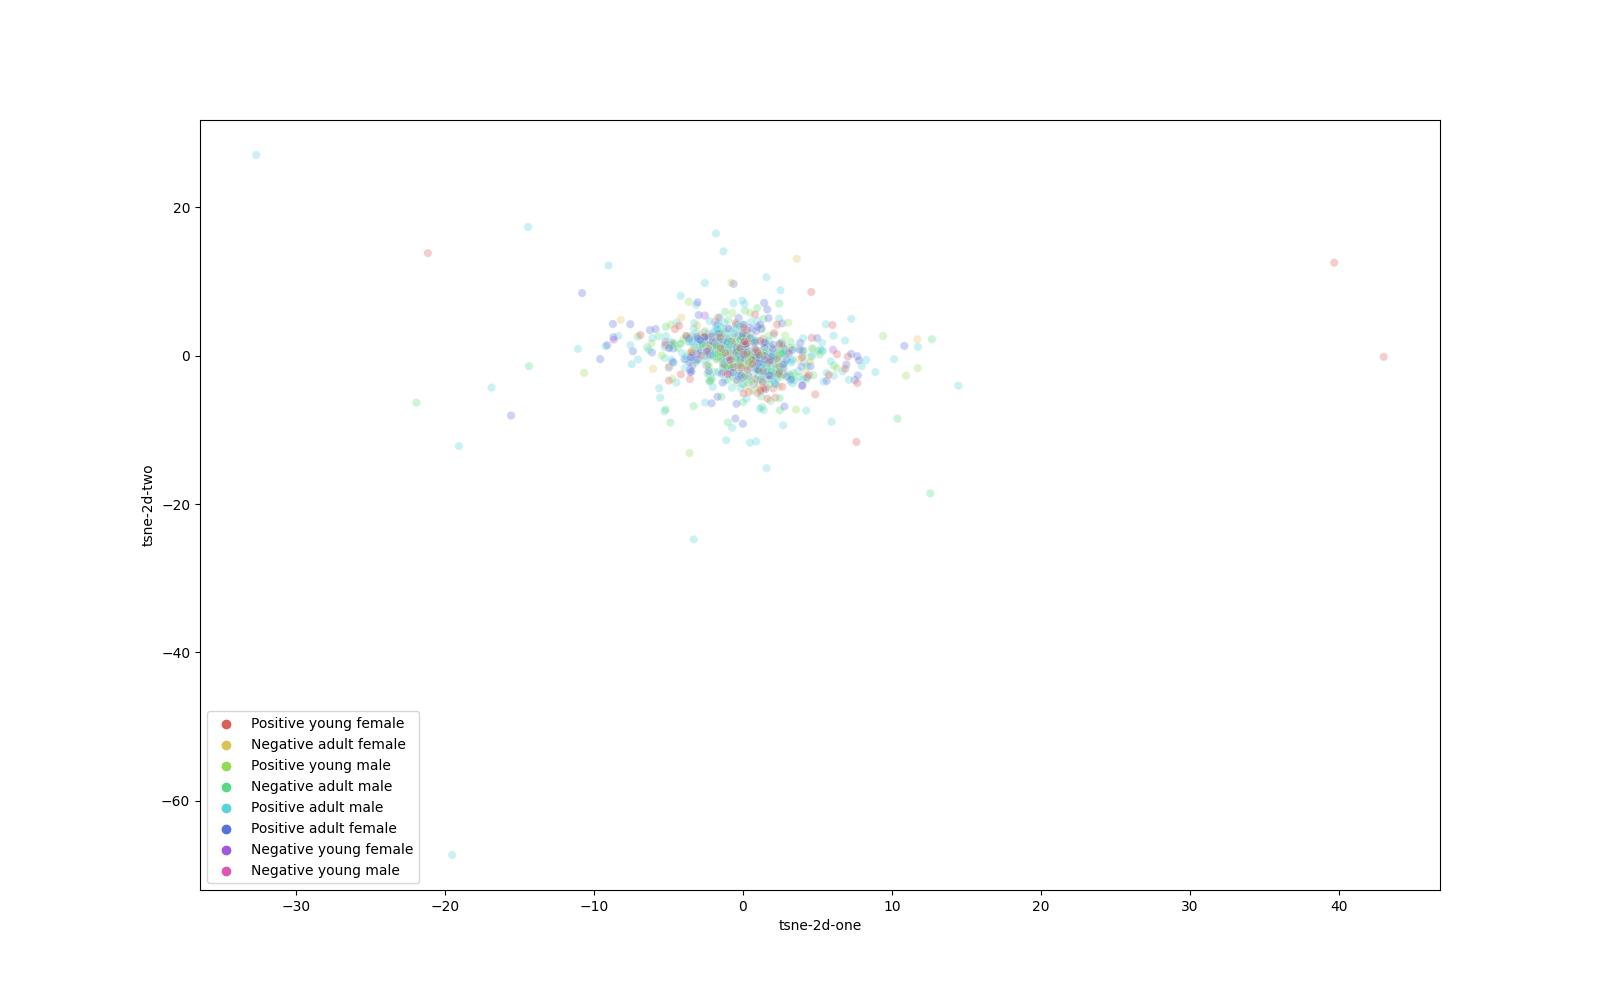 20
0
−20
−40
−60
tsne-2d-two
Positive young female
Negative adult female
Positive young male
Negative adult male
Positive adult male
Positive adult female
Negative young female
Negative young male
−30 −20 −10 0 10 20 30 40
tsne-2d-one